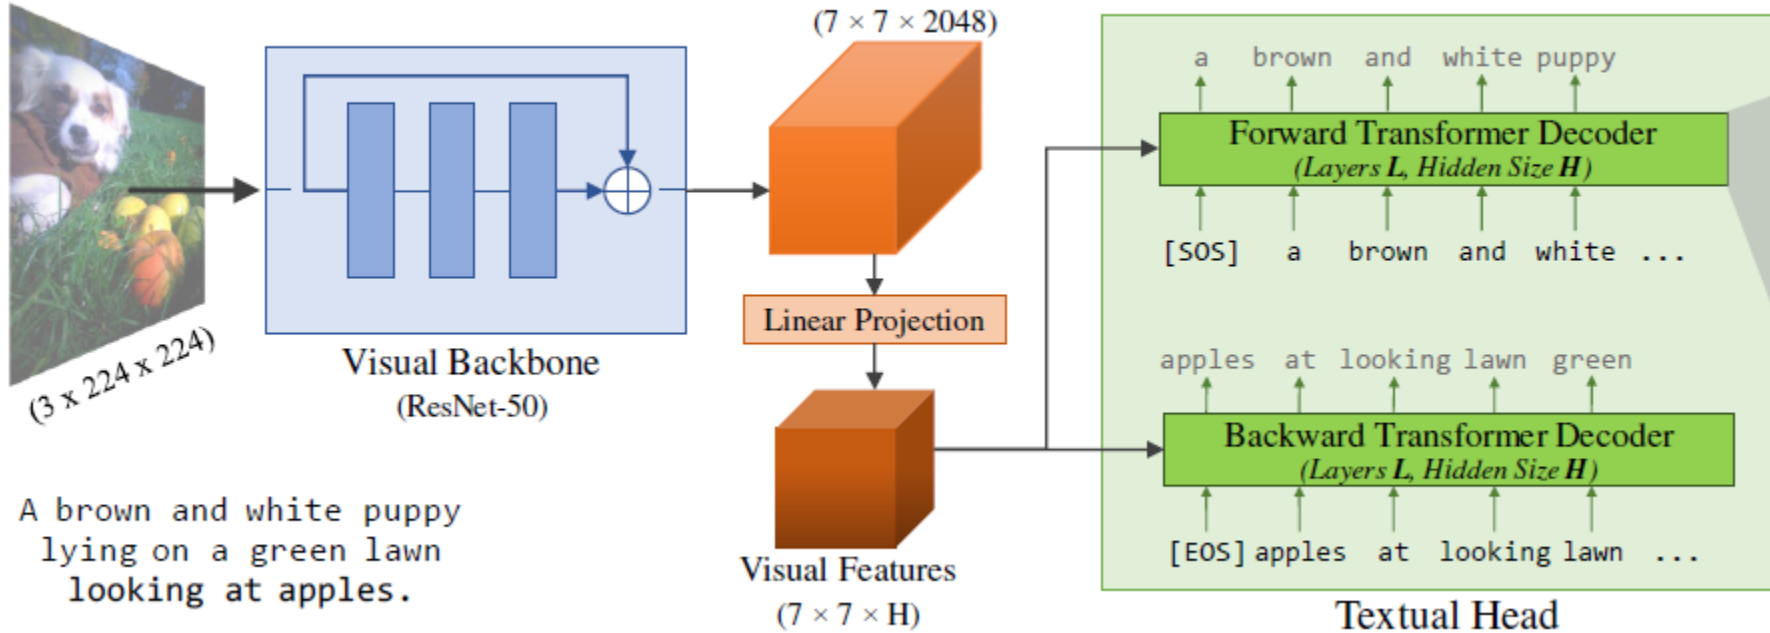 (3 x 224 x 224)
A brown and white puppy
lying on a green lawn
looking at apples.
Visual Backbone
(ResNet-50)
(7 × 7 × 2048)
Linear Projection
Visual Features
(7 × 7 × H)
a brown and white puppy
Forward Transformer Decoder
(Layers L, Hidden Size H)
[SOS] a brown and white ...
apples at looking lawn green
Backward Transformer Decoder
(Layers L, Hidden Size H)
[EOS] apples at looking lawn ...
Textual Head